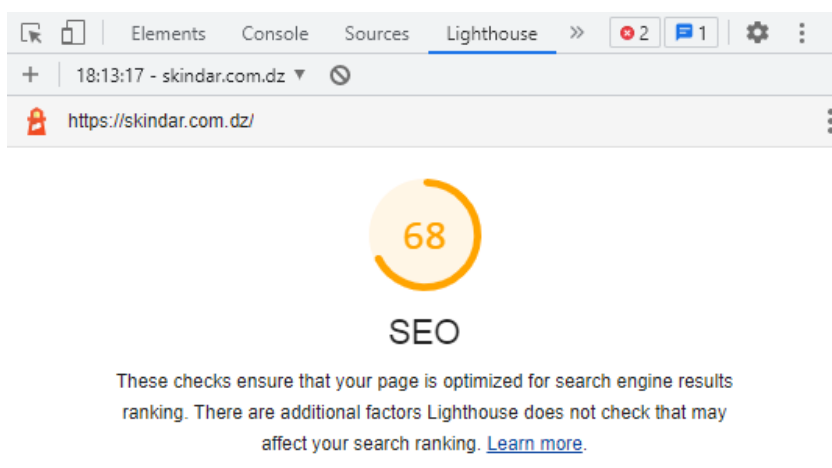 Elements Console Sources Lighthouse » 2 1
+ 18:13:17 - skindar.com.dz ▼
https://skindar.com.dz/
68
SEO
These checks ensure that your page is optimized for search engine results
ranking. There are additional factors Lighthouse does not check that may
affect your search ranking. Learn more.